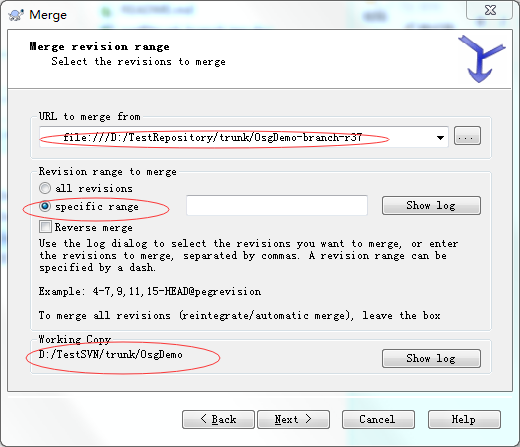 Merge
Merge revision range
Select the revisions to merge
URL to merge from
file:///D:/TestRepository/trunk/OsgDemo-branch-r37
...
Revision range to merge
all revisions
specific range
Show log
Reverse merge
Use the log dialog to select the revisions you want to merge, or enter
the revisions to merge, separated by commas. A revision range can be
specified by a dash.
Example: 4-7,9,11,15-HEAD@pegrevision
To merge all revisions (reintegrate/automatic merge), leave the box
Working Copy
D:/TestSVN/trunk/OsgDemo
Show log
< Back
Next >
Cancel
Help